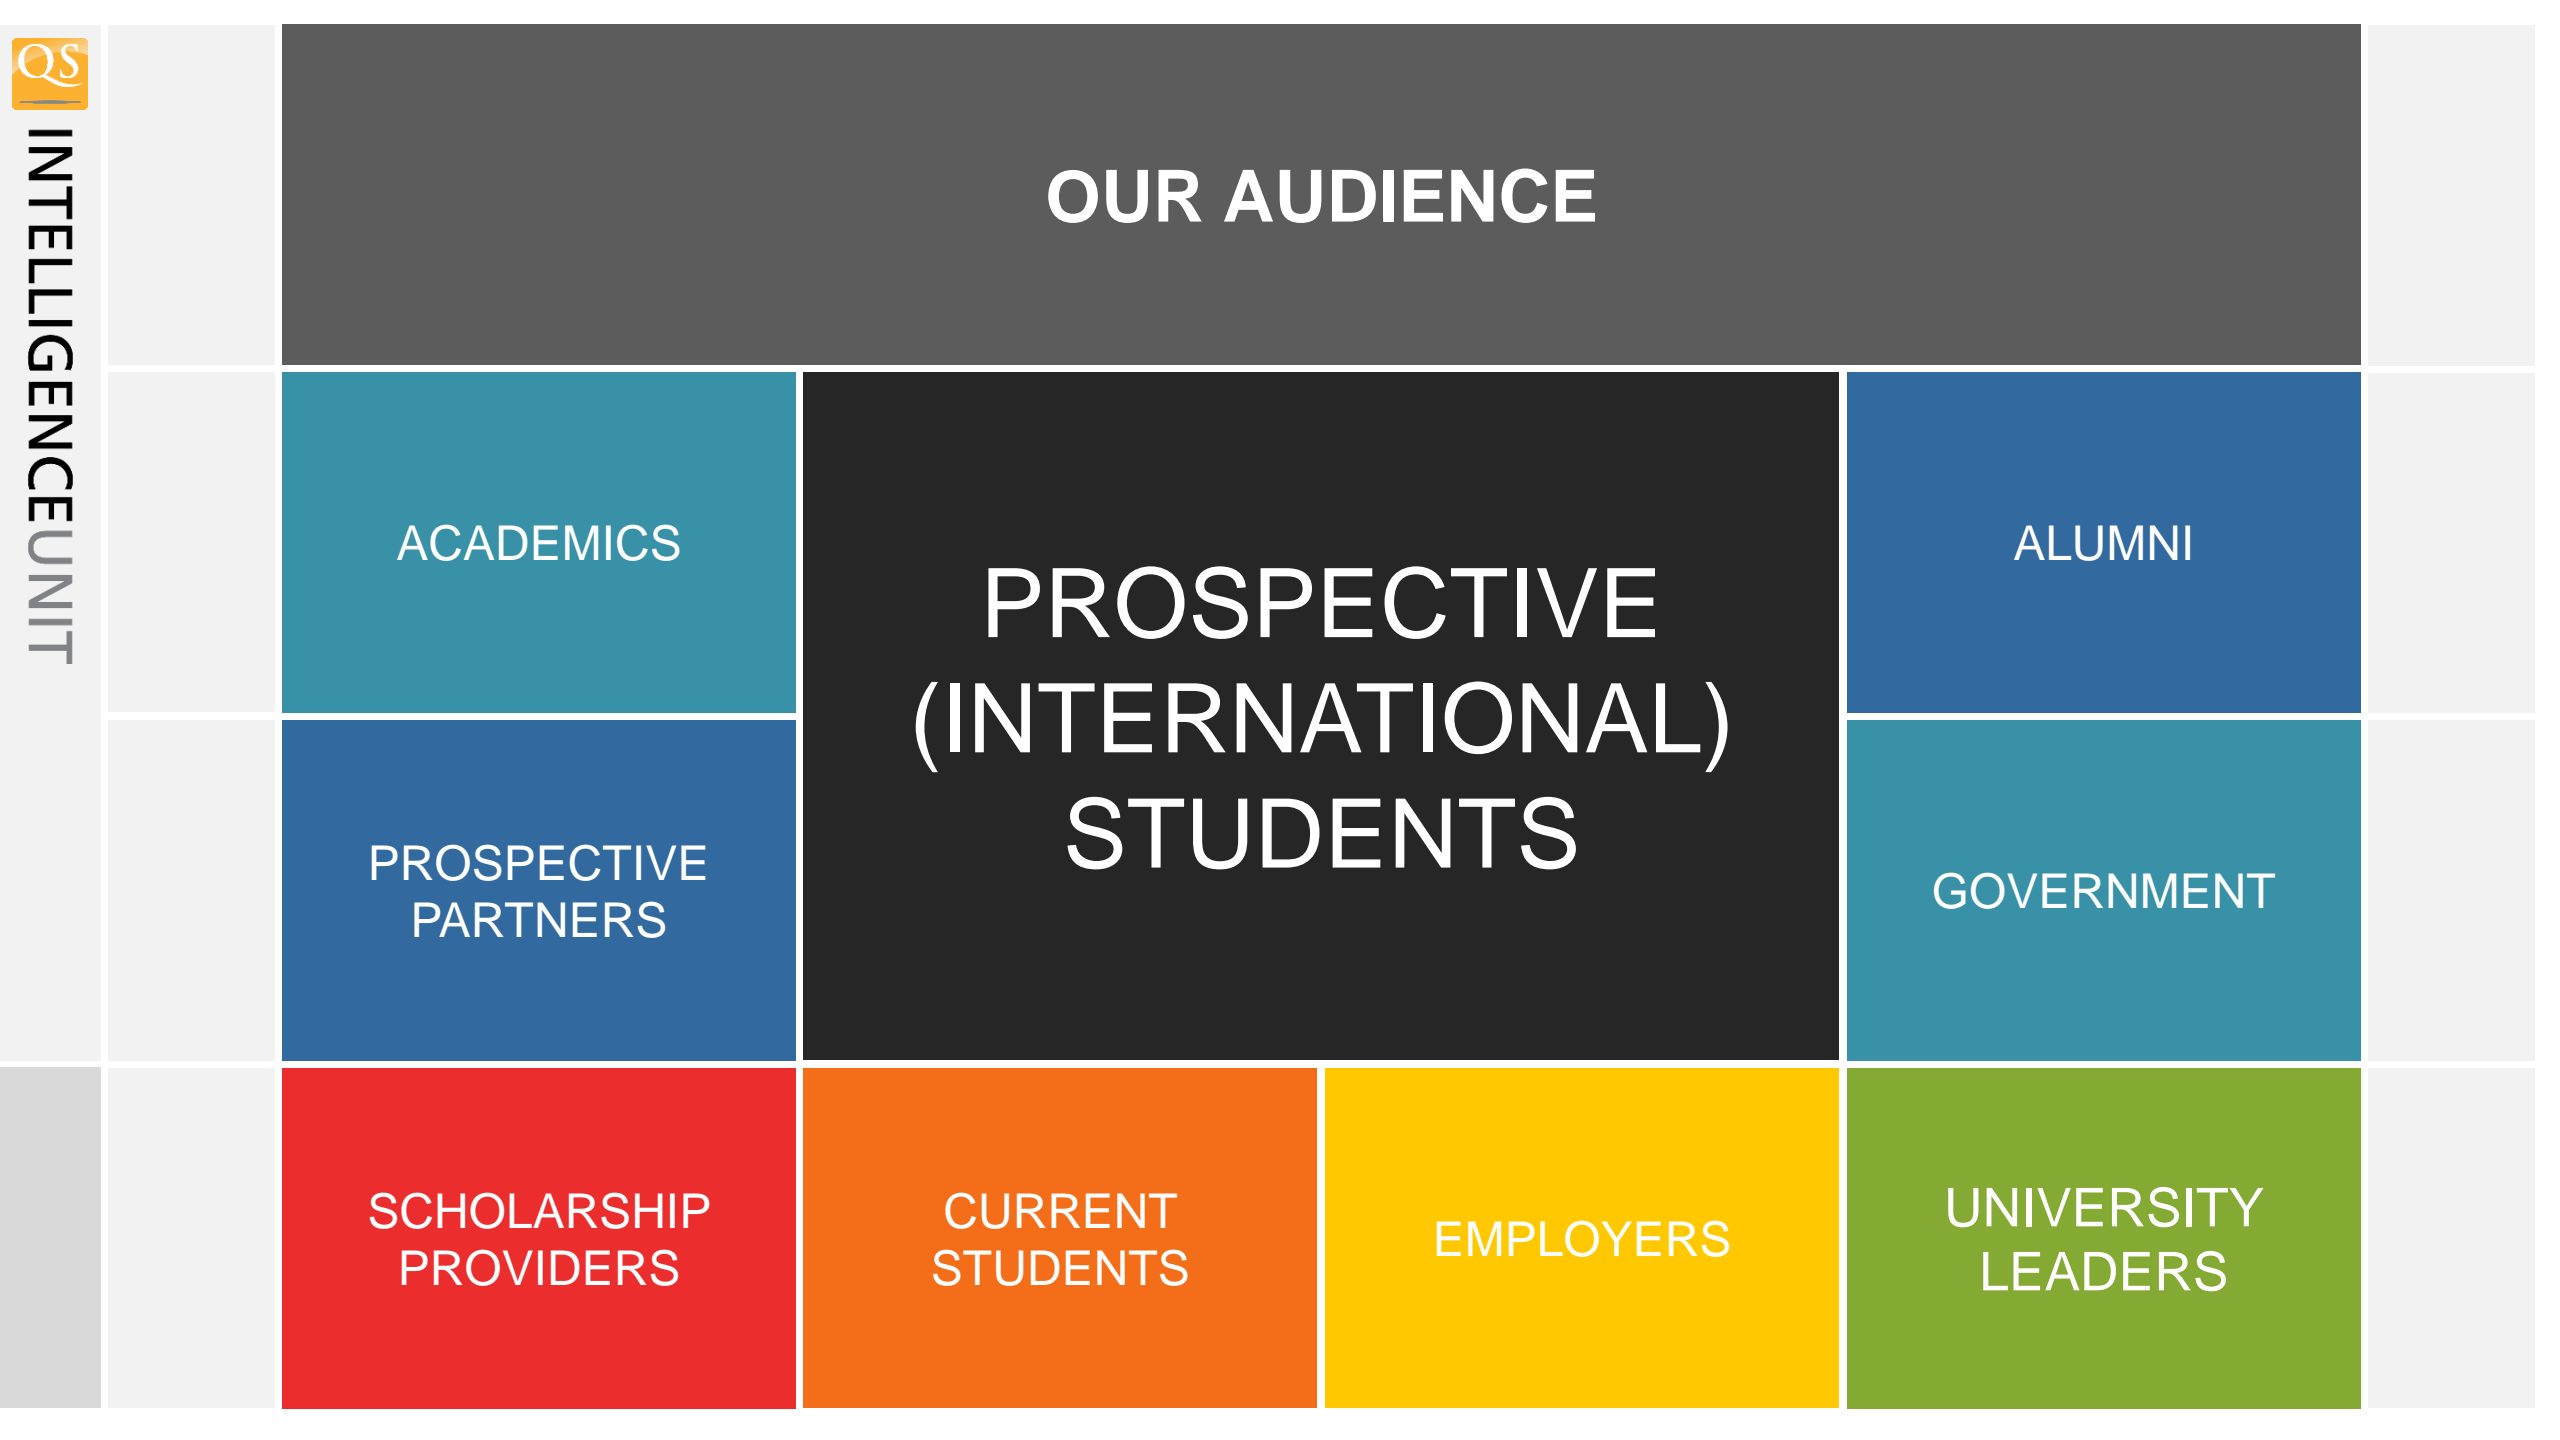 QS
INTELLIGENCEUNIT
OUR AUDIENCE
ACADEMICS
PROSPECTIVE
(INTERNATIONAL)
STUDENTS
ALUMNI
PROSPECTIVE
PARTNERS
GOVERNMENT
SCHOLARSHIP
PROVIDERS
CURRENT
STUDENTS
EMPLOYERS
UNIVERSITY
LEADERS